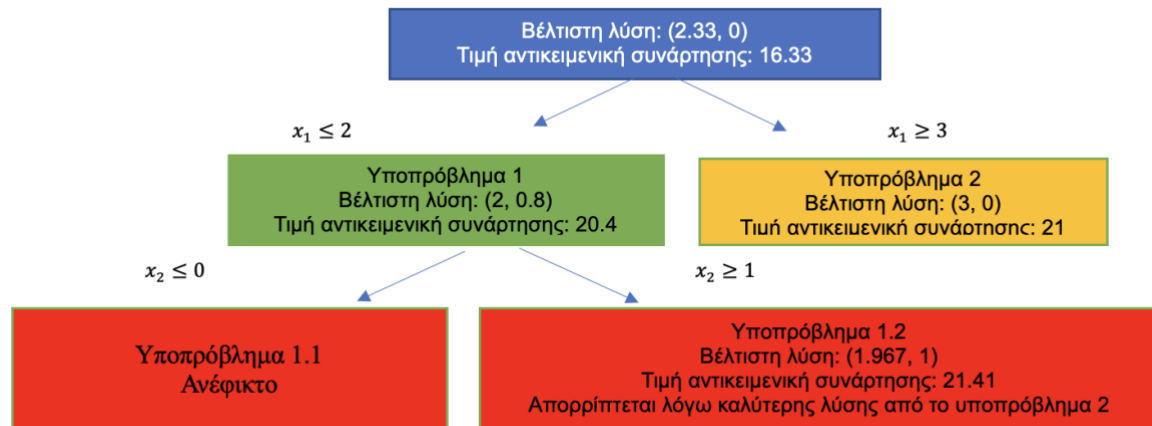 Βέλτιστη λύση: (2.33, 0)
Τιμή αντικειμενική συνάρτησης: 16.33
x₁ ≤ 2
x₁ ≥ 3
Υποπρόβλημα 1
Βέλτιστη λύση: (2, 0.8)
Τιμή αντικειμενική συνάρτησης: 20.4
Υποπρόβλημα 2
Βέλτιστη λύση: (3, 0)
Τιμή αντικειμενική συνάρτησης: 21
x₂ ≤ 0
x₂ ≥ 1
Υποπρόβλημα 1.1
Ανέφικτο
Υποπρόβλημα 1.2
Βέλτιστη λύση: (1.967, 1)
Τιμή αντικειμενική συνάρτησης: 21.41
Απορρίπτεται λόγω καλύτερης λύσης από το υποπρόβλημα 2